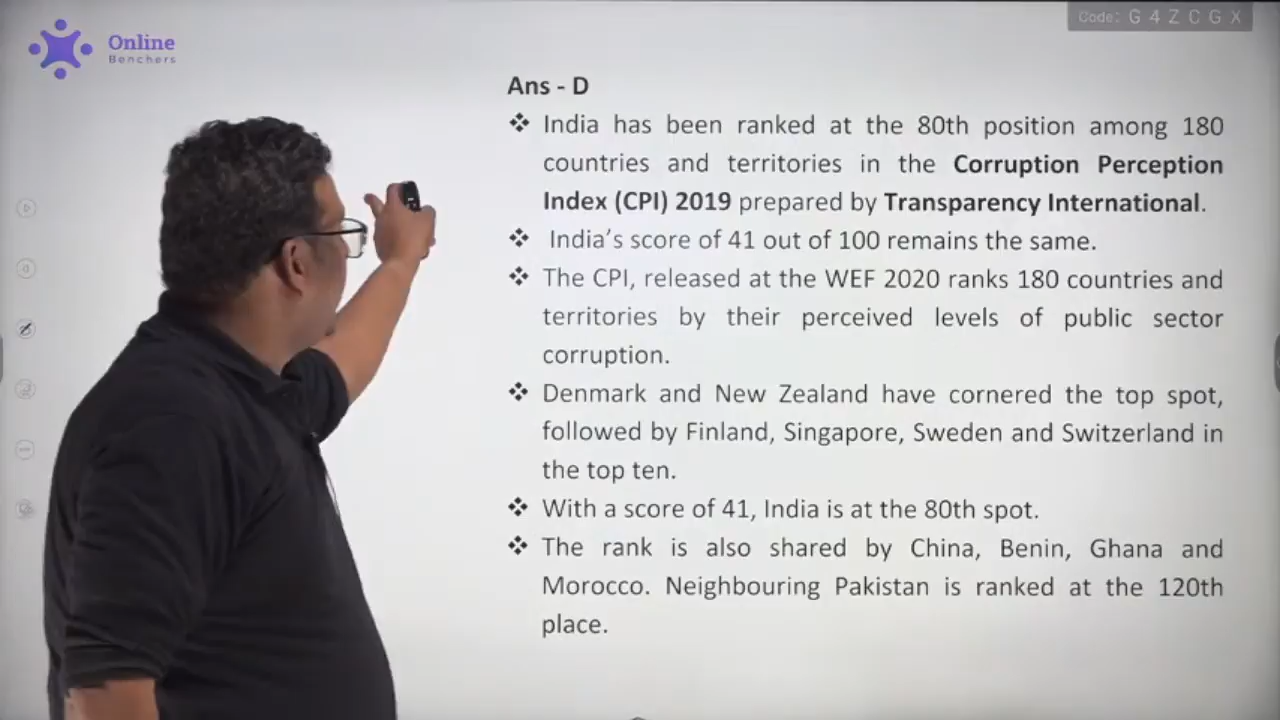 Code: G 4 Z C G X
Online
Benchers
Ans - D
❖ India has been ranked at the 80th position among 180
countries and territories in the Corruption Perception
Index (CPI) 2019 prepared by Transparency International.
❖ India’s score of 41 out of 100 remains the same.
❖ The CPI, released at the WEF 2020 ranks 180 countries and
territories by their perceived levels of public sector
corruption.
❖ Denmark and New Zealand have cornered the top spot,
followed by Finland, Singapore, Sweden and Switzerland in
the top ten.
❖ With a score of 41, India is at the 80th spot.
❖ The rank is also shared by China, Benin, Ghana and
Morocco. Neighbouring Pakistan is ranked at the 120th
place.